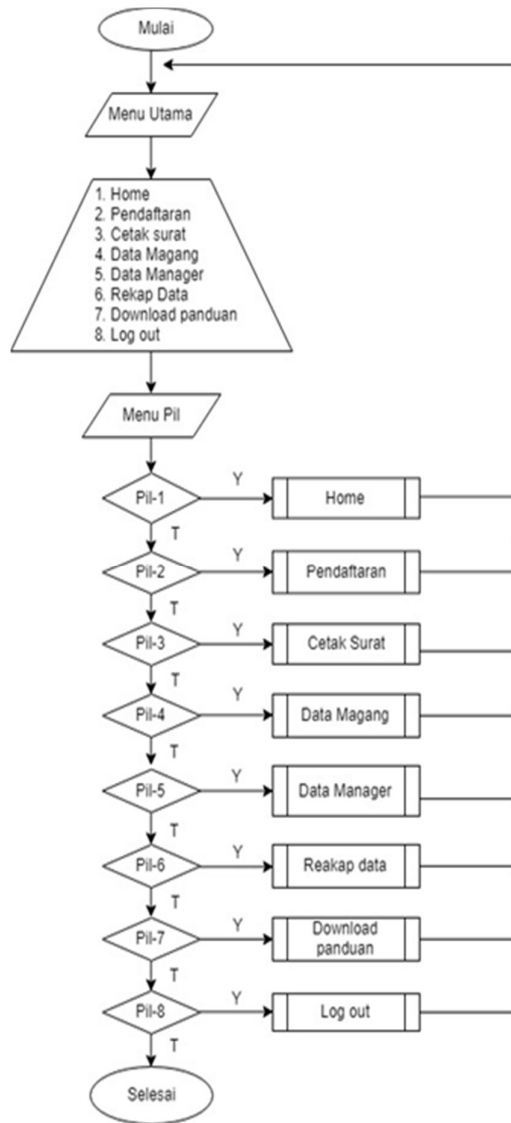 Mulai
Menu Utama
1. Home
2. Pendaftaran
3. Cetak surat
4. Data Magang
5. Data Manager
6. Rekap Data
7. Download panduan
8. Log out
Menu Pil
Pil-1
Y
Home
T
Pil-2
Y
Pendaftaran
T
Pil-3
Y
Cetak Surat
T
Pil-4
Y
Data Magang
T
Pil-5
Y
Data Manager
T
Pil-6
Y
Reakap data
T
Pil-7
Y
Download
panduan
T
Pil-8
Y
Log out
T
Selesai